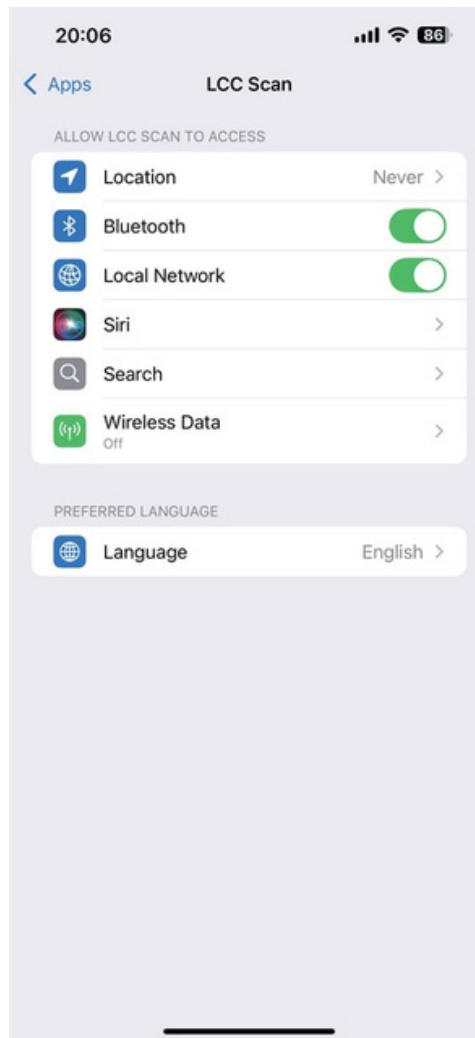 20:06
86
Apps
LCC Scan
ALLOW LCC SCAN TO ACCESS
Location
Never
Bluetooth
Local Network
Siri
Search
Wireless Data
Off
PREFERRED LANGUAGE
Language
English